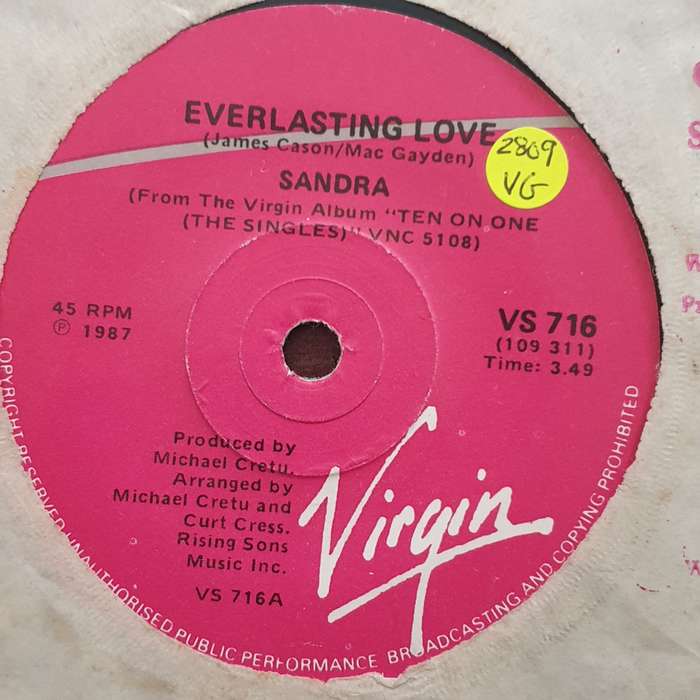 EVERLASTING LOVE
(James Cason/Mac Gayden)
2809
VG
SANDRA
(From The Virgin Album "TEN ON ONE
(THE SINGLES)" VNC 5108)
45 RPM
℗ 1987
VS 716
(109 311)
Time: 3.49
Produced by
Michael Cretu.
Arranged by
Michael Cretu and
Curt Cress.
Rising Sons
Music Inc.
VS 716A
Virgin
COPYRIGHT RESERVED UNAUTHORISED PUBLIC PERFORMANCE BROADCASTING AND COPYING PROHIBITED